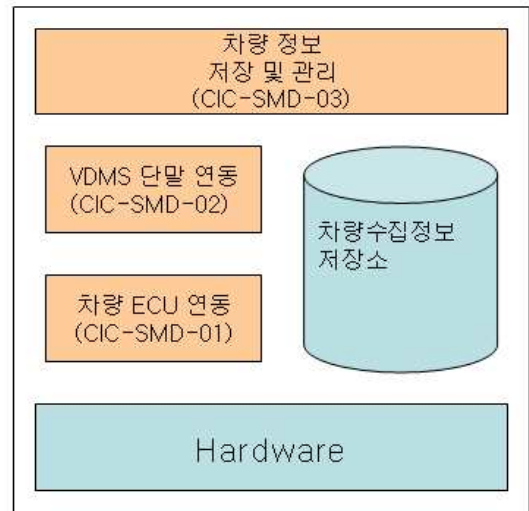 차량 정보
저장 및 관리
(CIC-SMD-03)
VDMS 단말 연동
(CIC-SMD-02)
차량수집정보
저장소
차량 ECU 연동
(CIC-SMD-01)
Hardware